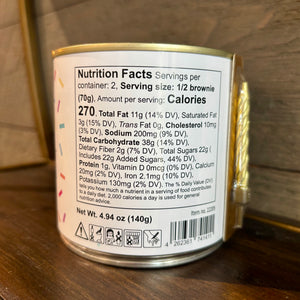 Nutrition Facts Servings per
container: 2, Serving size: 1/2 brownie
(70g). Amount per serving: Calories
270, Total Fat 11g (14% DV), Saturated Fat
3g (15% DV), Trans Fat 0g, Cholesterol 10mg
(3% DV), Sodium 200mg (9% DV),
Total Carbohydrate 38g (14% DV),
Dietary Fiber 2g (7% DV), Total Sugars 22g (
Includes 22g Added Sugars, 44% DV),
Protein 1g, Vitamin D 0mcg (0% DV), Calcium
20mg (2% DV), Iron 2.1mg (10% DV),
Potassium 130mg (2% DV). The % Daily Value (DV)
tells you how much a nutrient in a serving of food contributes
to a daily diet. 2,000 calories a day is used for general
nutrition advice.
Net Wt. 4.94 oz (140g)
Item no.